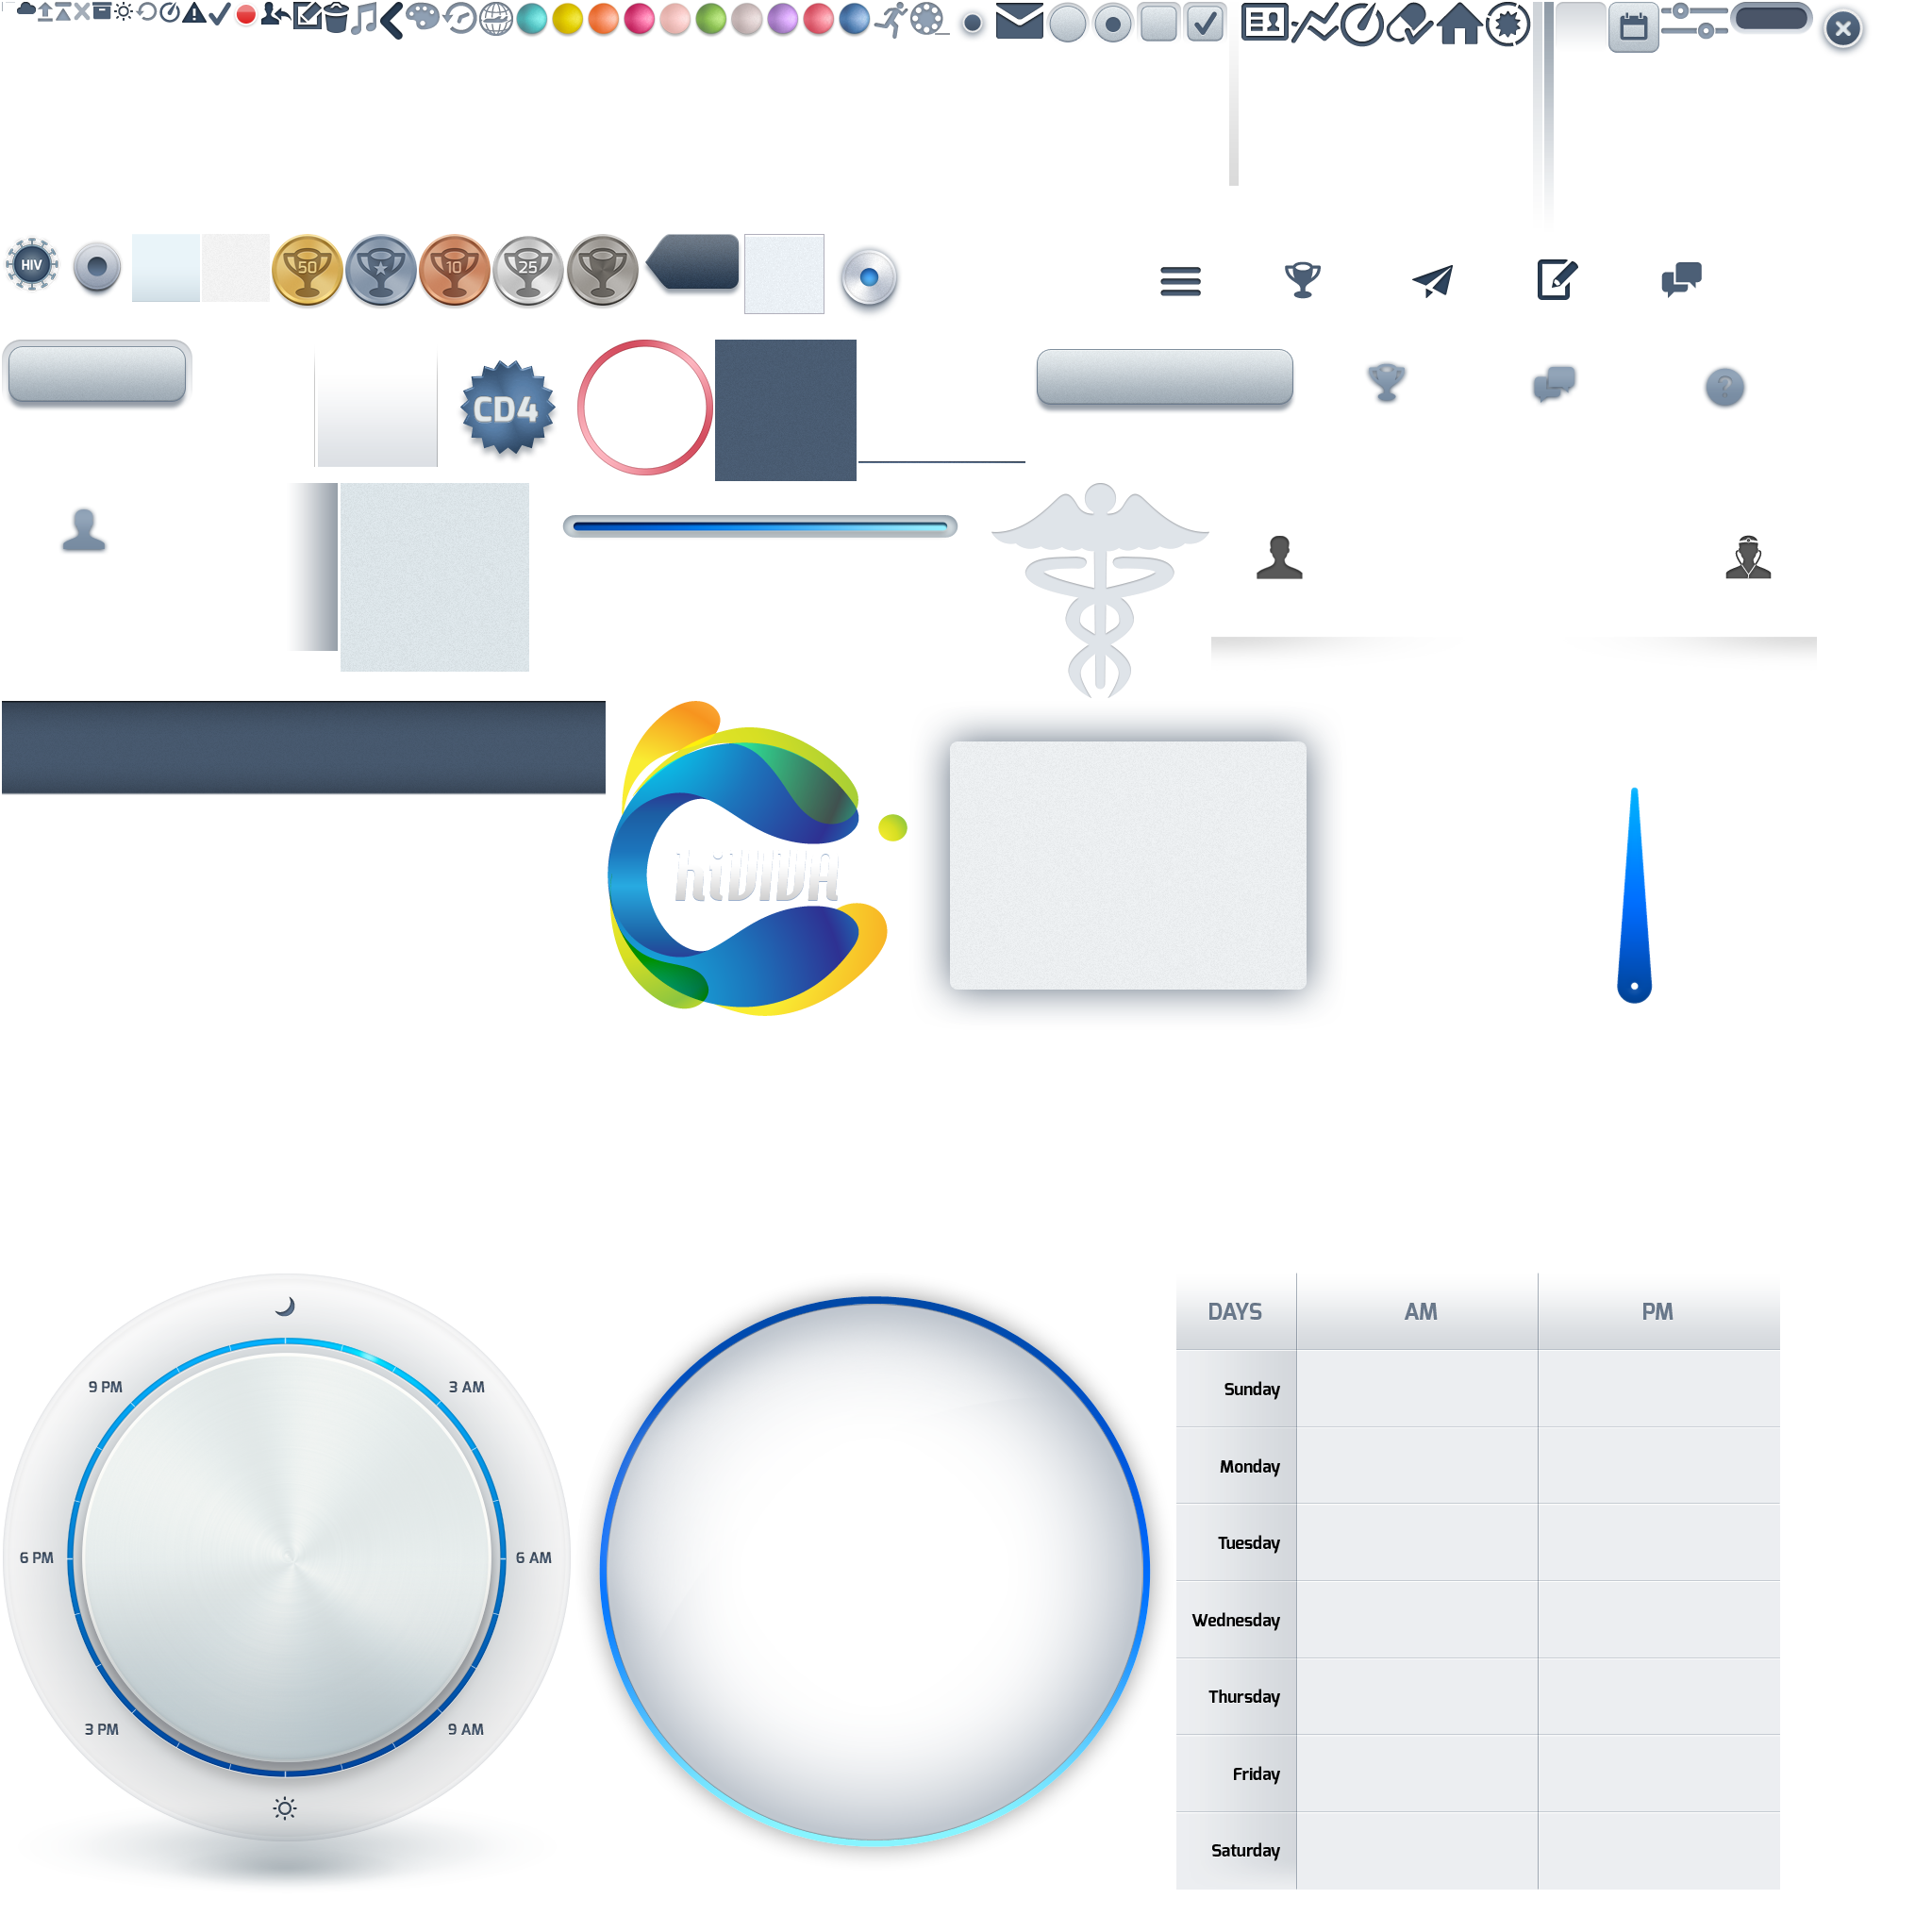 HIV
50
10
25
CD4
?
hiVIVA
9 PM
3 AM
6 PM
6 AM
3 PM
9 AM
DAYS AM PM
Sunday
Monday
Tuesday
Wednesday
Thursday
Friday
Saturday